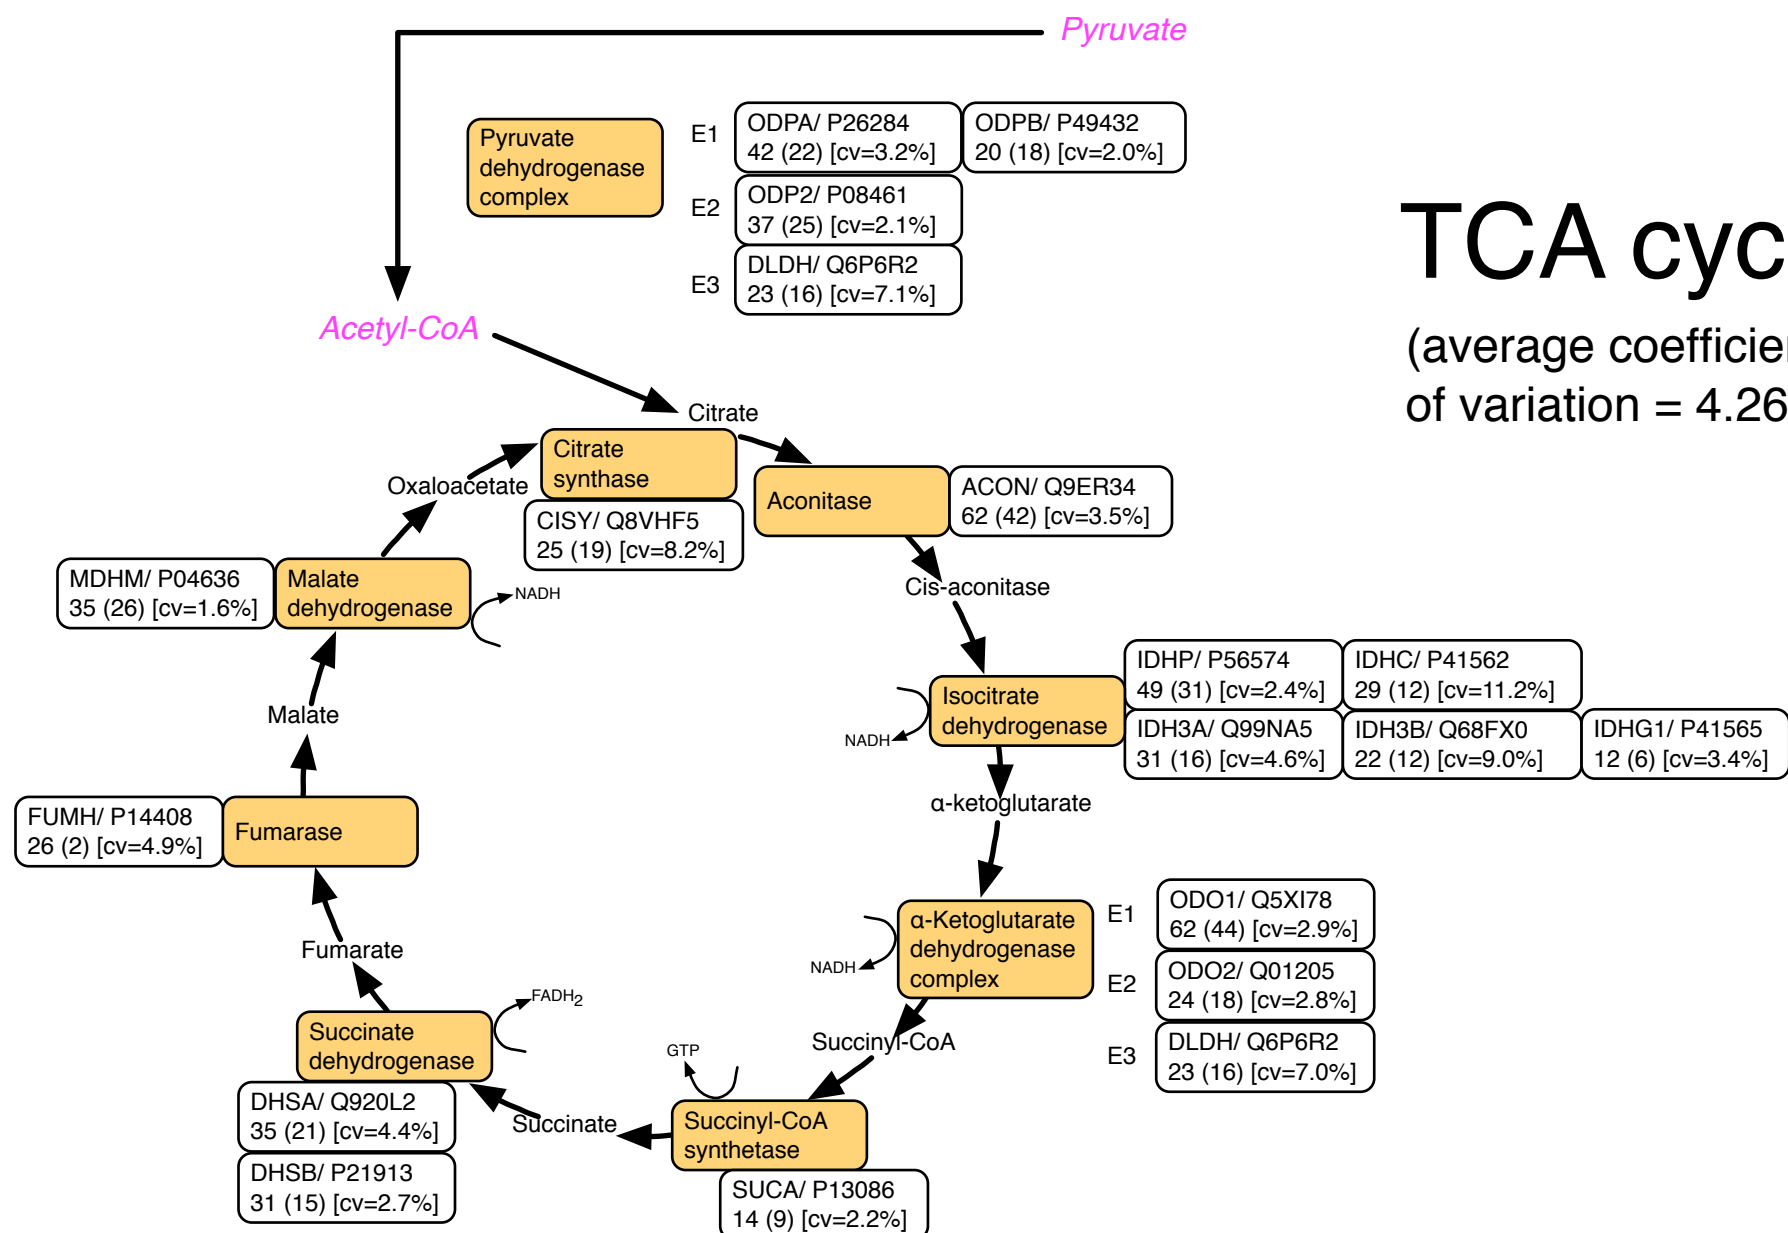 Pyruvate
Pyruvate
dehydrogenase
complex
E1
ODPA/ P26284
42 (22) [cv=3.2%]
ODPB/ P49432
20 (18) [cv=2.0%]
E2
ODP2/ P08461
37 (25) [cv=2.1%]
E3
DLDH/ Q6P6R2
23 (16) [cv=7.1%]
TCA cyc
(average coefficien
of variation = 4.26
Acetyl-CoA
Citrate
Citrate
synthase
CISY/ Q8VHF5
25 (19) [cv=8.2%]
Oxaloacetate
Aconitase
ACON/ Q9ER34
62 (42) [cv=3.5%]
Cis-aconitase
MDHM/ P04636
35 (26) [cv=1.6%]
Malate
dehydrogenase
NADH
Isocitrate
dehydrogenase
NADH
IDHP/ P56574
49 (31) [cv=2.4%]
IDHC/ P41562
29 (12) [cv=11.2%]
IDH3A/ Q99NA5
31 (16) [cv=4.6%]
IDH3B/ Q68FX0
22 (12) [cv=9.0%]
IDHG1/ P41565
12 (6) [cv=3.4%]
Malate
α-ketoglutarate
FUMH/ P14408
26 (2) [cv=4.9%]
Fumarase
α-Ketoglutarate
dehydrogenase
complex
NADH
E1
ODO1/ Q5XI78
62 (44) [cv=2.9%]
E2
ODO2/ Q01205
24 (18) [cv=2.8%]
E3
DLDH/ Q6P6R2
23 (16) [cv=7.0%]
Fumarate
FADH2
Succinate
dehydrogenase
DHSA/ Q920L2
35 (21) [cv=4.4%]
DHSB/ P21913
31 (15) [cv=2.7%]
Succinyl-CoA
GTP
Succinate
Succinyl-CoA
synthetase
SUCA/ P13086
14 (9) [cv=2.2%]